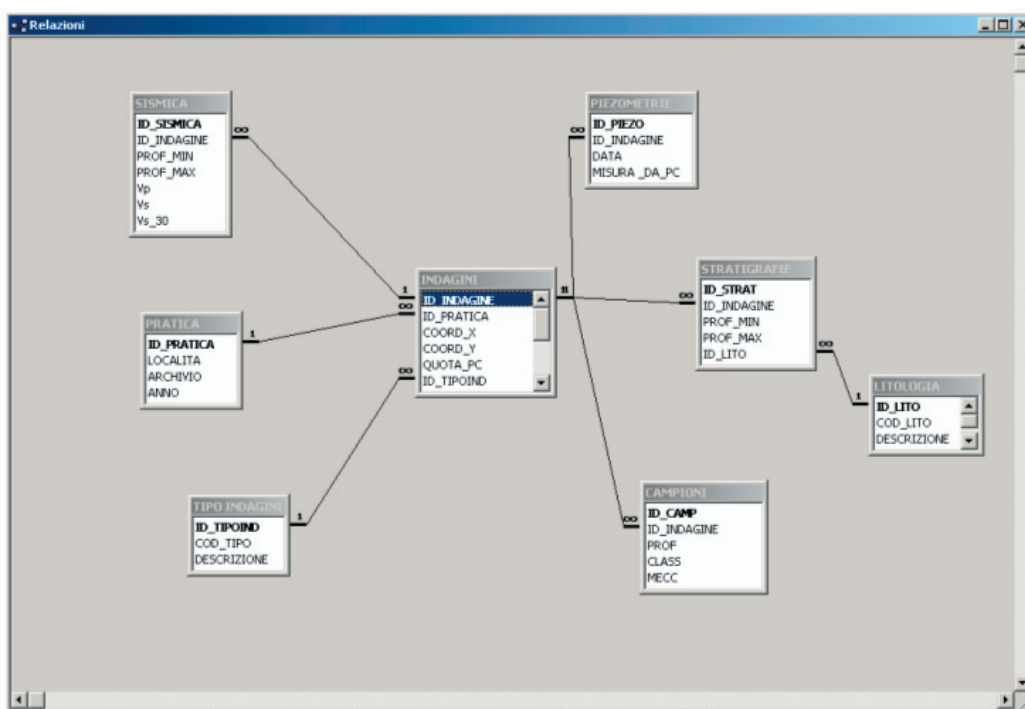 Relazioni
SISMICA
ID_SISMICA
ID_INDAGINE
PROF_MIN
PROF_MAX
Vp
Vs
Vs_30
∞
1
PRATICA
ID_PRATICA
LOCALITA
ARCHIVIO
ANNO
1
∞
TIPO INDAGINI
ID_TIPOIND
COD_TIPO
DESCRIZIONE
1
∞
INDAGINI
ID_INDAGINE
ID_PRATICA
COORD_X
COORD_Y
QUOTA_PC
ID_TIPOIND
PIEZOMETRIE
ID_PIEZO
ID_INDAGINE
DATA
MISURA _DA_PC
∞
STRATIGRAFIE
ID_STRAT
ID_INDAGINE
PROF_MIN
PROF_MAX
ID_LITO
∞
∞
1
LITOLOGIA
ID_LITO
COD_LITO
DESCRIZIONE
CAMPIONI
ID_CAMP
ID_INDAGINE
PROF
CLASS
MECC
∞